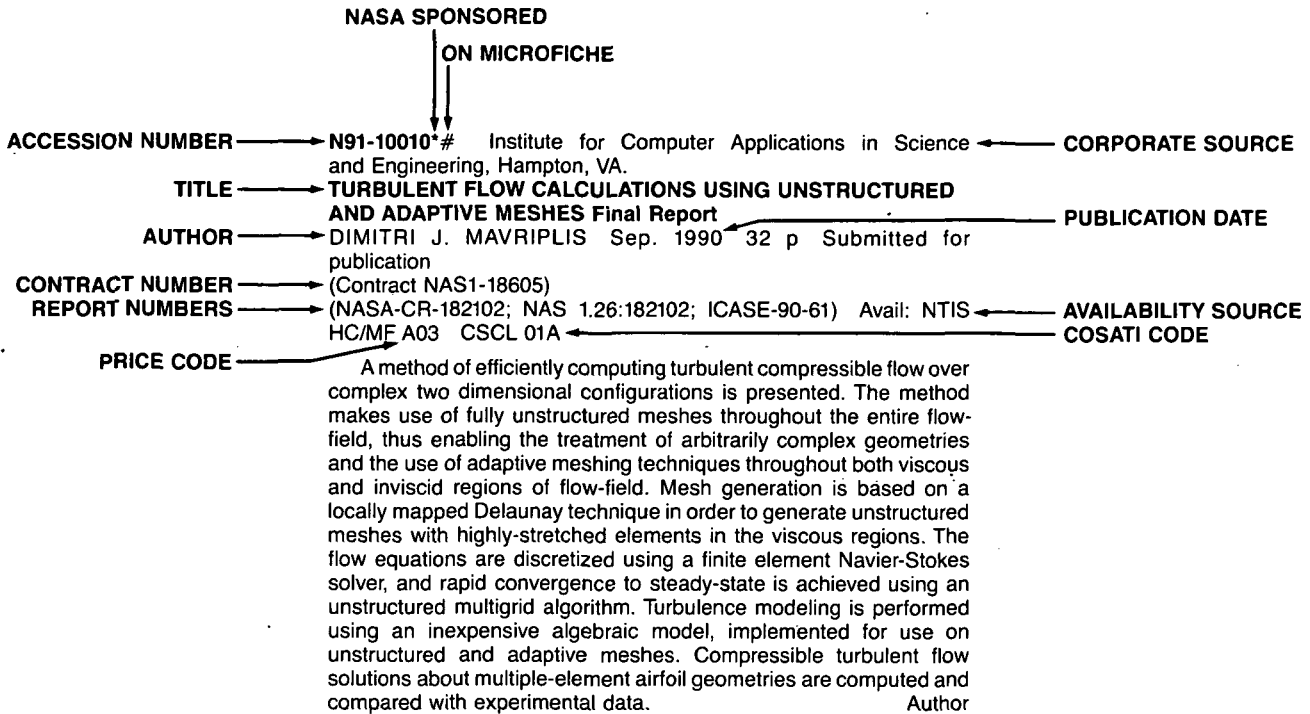 NASA SPONSORED
ON MICROFICHE
ACCESSION NUMBER N91-10010*# Institute for Computer Applications in Science CORPORATE SOURCE
and Engineering, Hampton, VA.
TITLE TURBULENT FLOW CALCULATIONS USING UNSTRUCTURED
AND ADAPTIVE MESHES Final Report PUBLICATION DATE
AUTHOR DIMITRI J. MAVRIPLIS Sep. 1990 32 p Submitted for
publication
CONTRACT NUMBER (Contract NAS1-18605)
REPORT NUMBERS (NASA-CR-182102; NAS 1.26:182102; ICASE-90-61) Avail: NTIS AVAILABILITY SOURCE
HC/MF A03 CSCL 01A COSATI CODE
PRICE CODE
A method of efficiently computing turbulent compressible flow over
complex two dimensional configurations is presented. The method
makes use of fully unstructured meshes throughout the entire flow-
field, thus enabling the treatment of arbitrarily complex geometries
and the use of adaptive meshing techniques throughout both viscous
and inviscid regions of flow-field. Mesh generation is based on a
locally mapped Delaunay technique in order to generate unstructured
meshes with highly-stretched elements in the viscous regions. The
flow equations are discretized using a finite element Navier-Stokes
solver, and rapid convergence to steady-state is achieved using an
unstructured multigrid algorithm. Turbulence modeling is performed
using an inexpensive algebraic model, implemented for use on
unstructured and adaptive meshes. Compressible turbulent flow
solutions about multiple-element airfoil geometries are computed and
compared with experimental data. Author